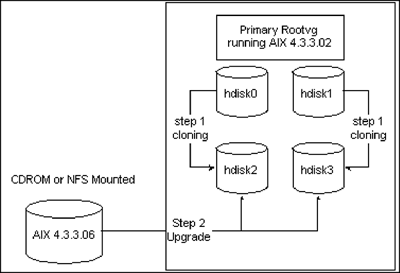 Primary Rootvg
running AIX 4.3.3.02
hdisk0
hdisk1
step 1
cloning
step 1
cloning
hdisk2
hdisk3
CDROM or NFS Mounted
AIX 4.3.3.06
Step 2
Upgrade